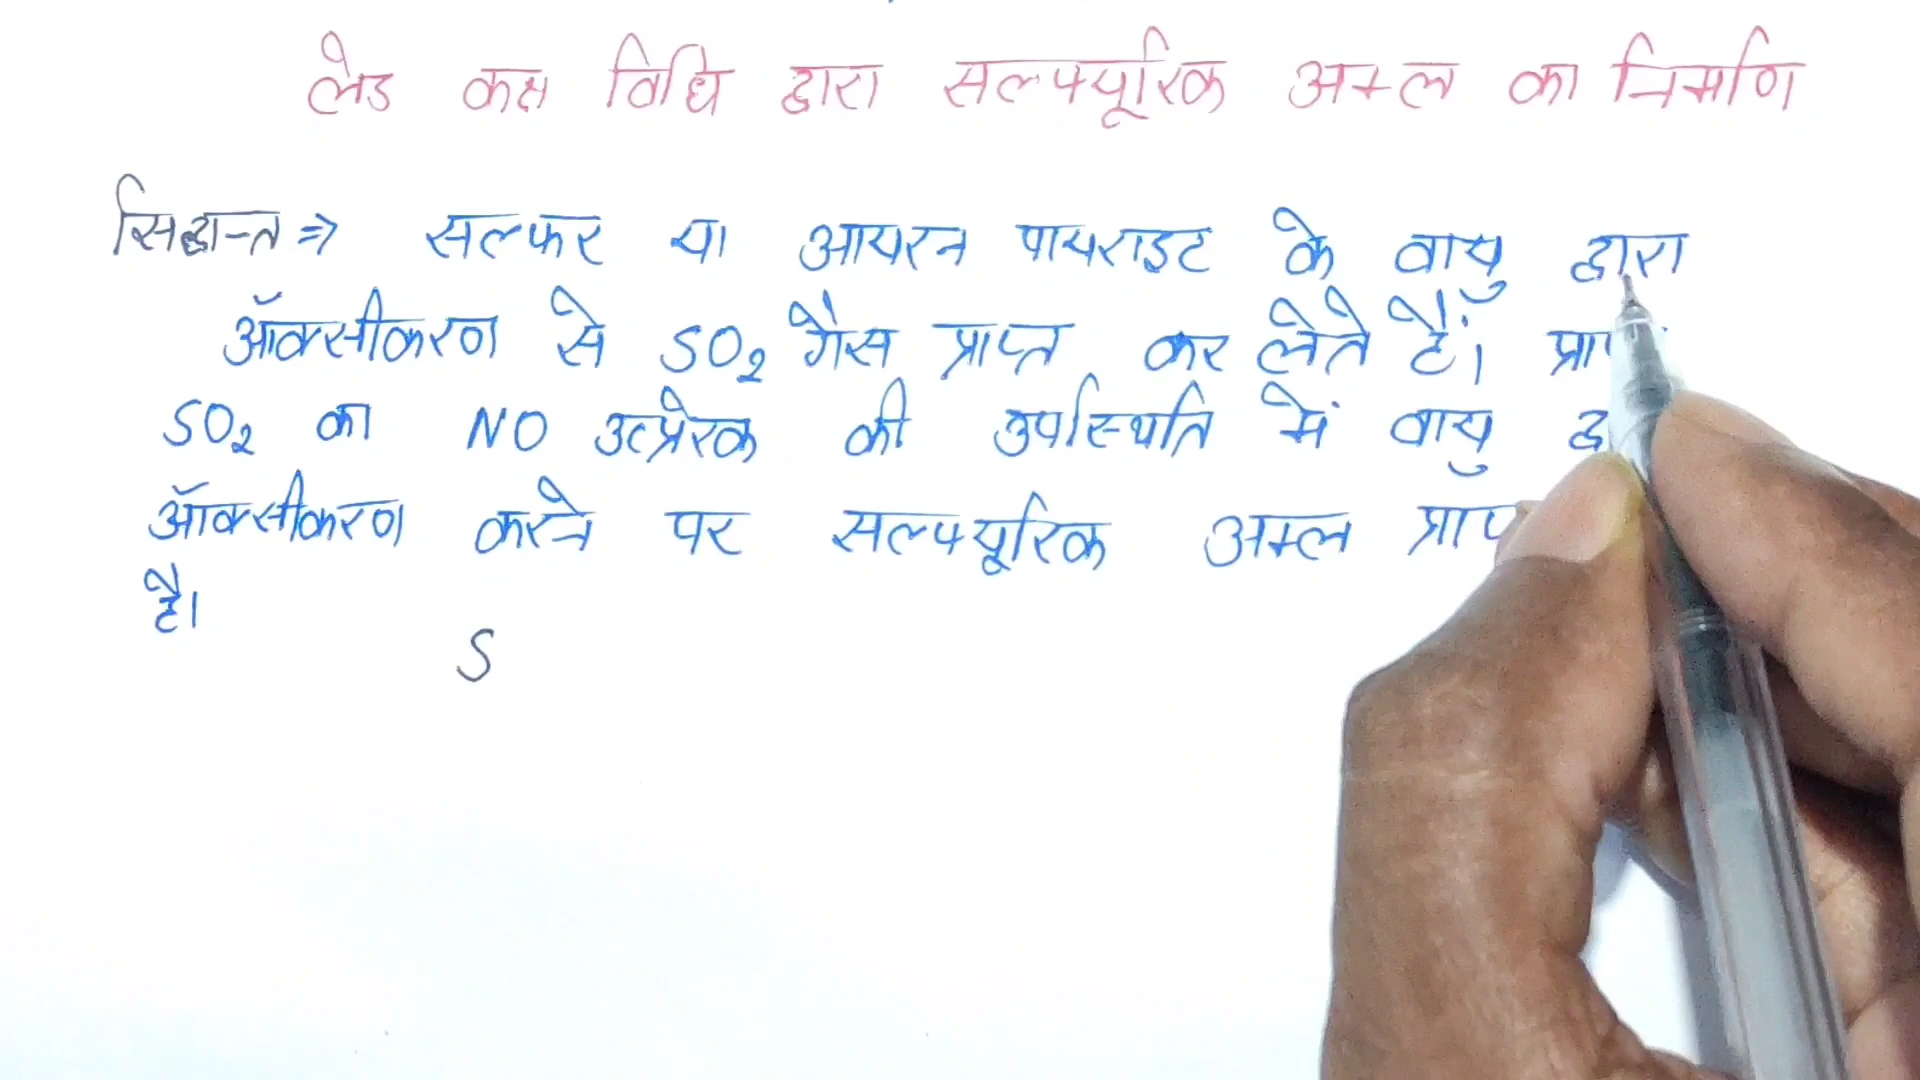 लेड कक्ष विधि द्वारा सल्फ्यूरिक अम्ल का निर्माण
सिद्धान्त ⇒ सल्फर या आयरन पायराइट के वायु द्वारा
ऑक्सीकरण से SO₂ गैस प्राप्त कर लेते हैं।
SO₂ का NO उत्प्रेरक की उपस्थिति में वायु
ऑक्सीकरण करने पर सल्फ्यूरिक अम्ल
है।
S